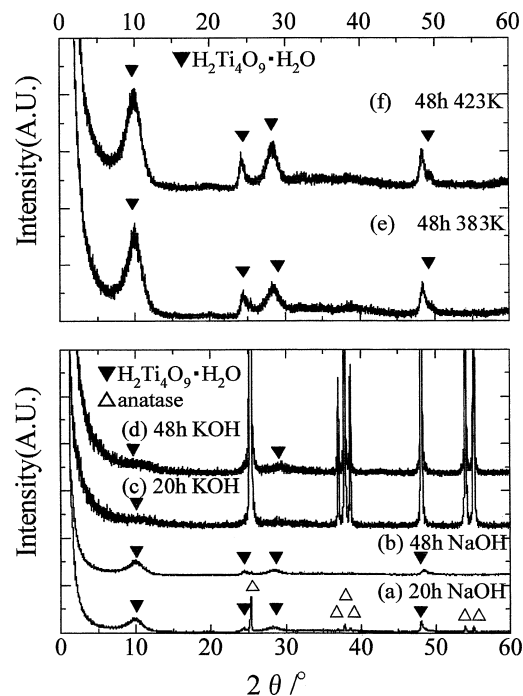 0 10 20 30 40 50 60
▼H₂Ti₄O₉・H₂O
(f) 48h 423K
(e) 48h 383K
Intensity(A.U.)
▼H₂Ti₄O₉・H₂O
△anatase
(d) 48h KOH
(c) 20h KOH
(b) 48h NaOH
(a) 20h NaOH
Intensity(A.U.)
0 10 20 30 40 50 60
2 θ /°